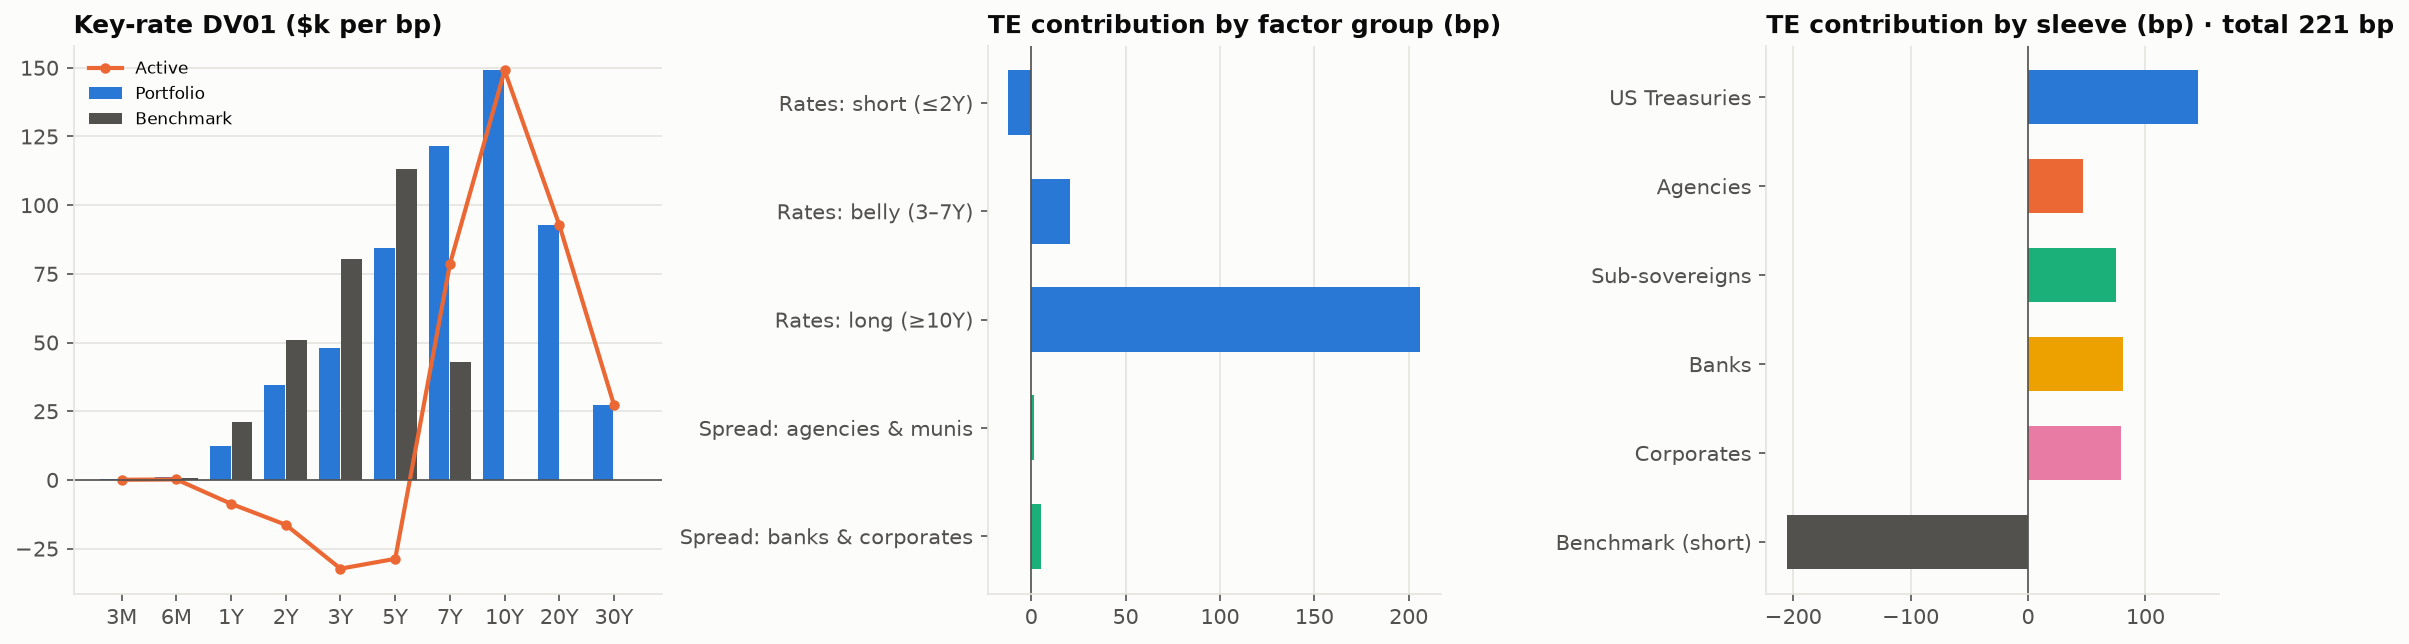 Key-rate DV01 ($k per bp)
Active
Portfolio
Benchmark
150
125
100
75
50
25
0
−25
3M 6M 1Y 2Y 3Y 5Y 7Y 10Y 20Y 30Y
TE contribution by factor group (bp)
Rates: short (≤2Y)
Rates: belly (3–7Y)
Rates: long (≥10Y)
Spread: agencies & munis
Spread: banks & corporates
0 50 100 150 200
TE contribution by sleeve (bp) · total 221 bp
US Treasuries
Agencies
Sub-sovereigns
Banks
Corporates
Benchmark (short)
−200 −100 0 100